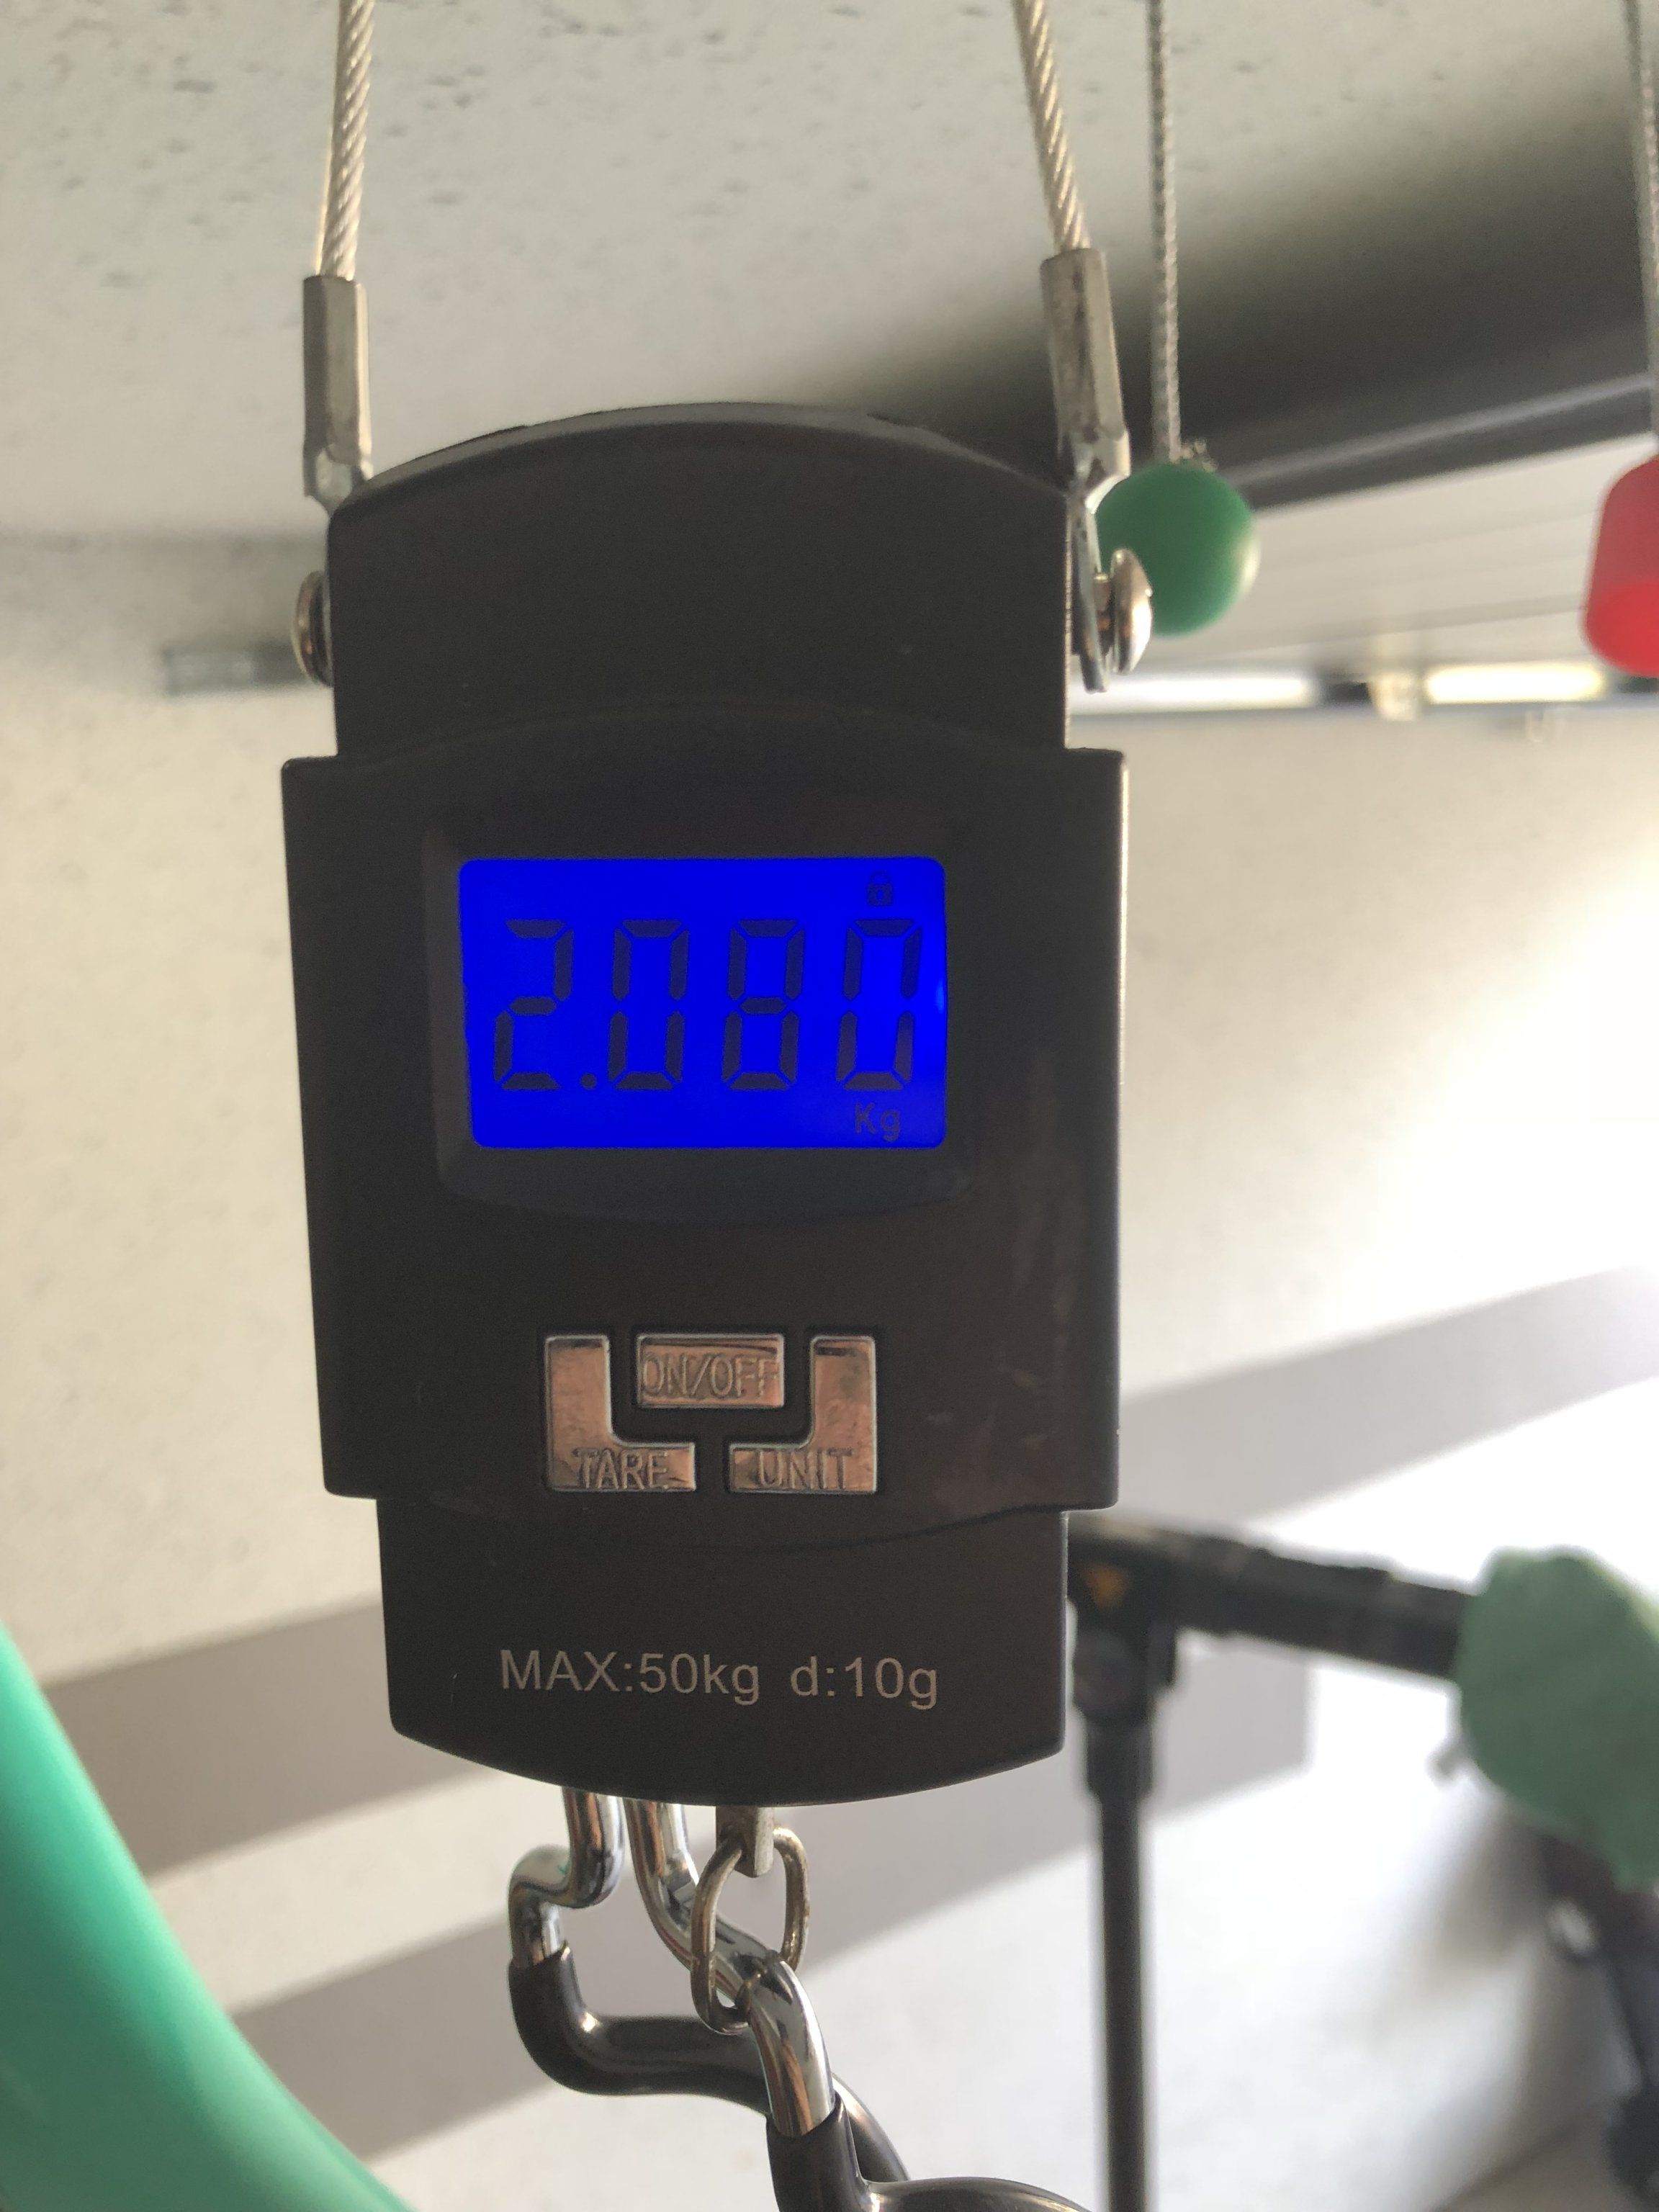 2.080
Kg
ON/OFF
TARE UNIT
MAX:50kg d:10g